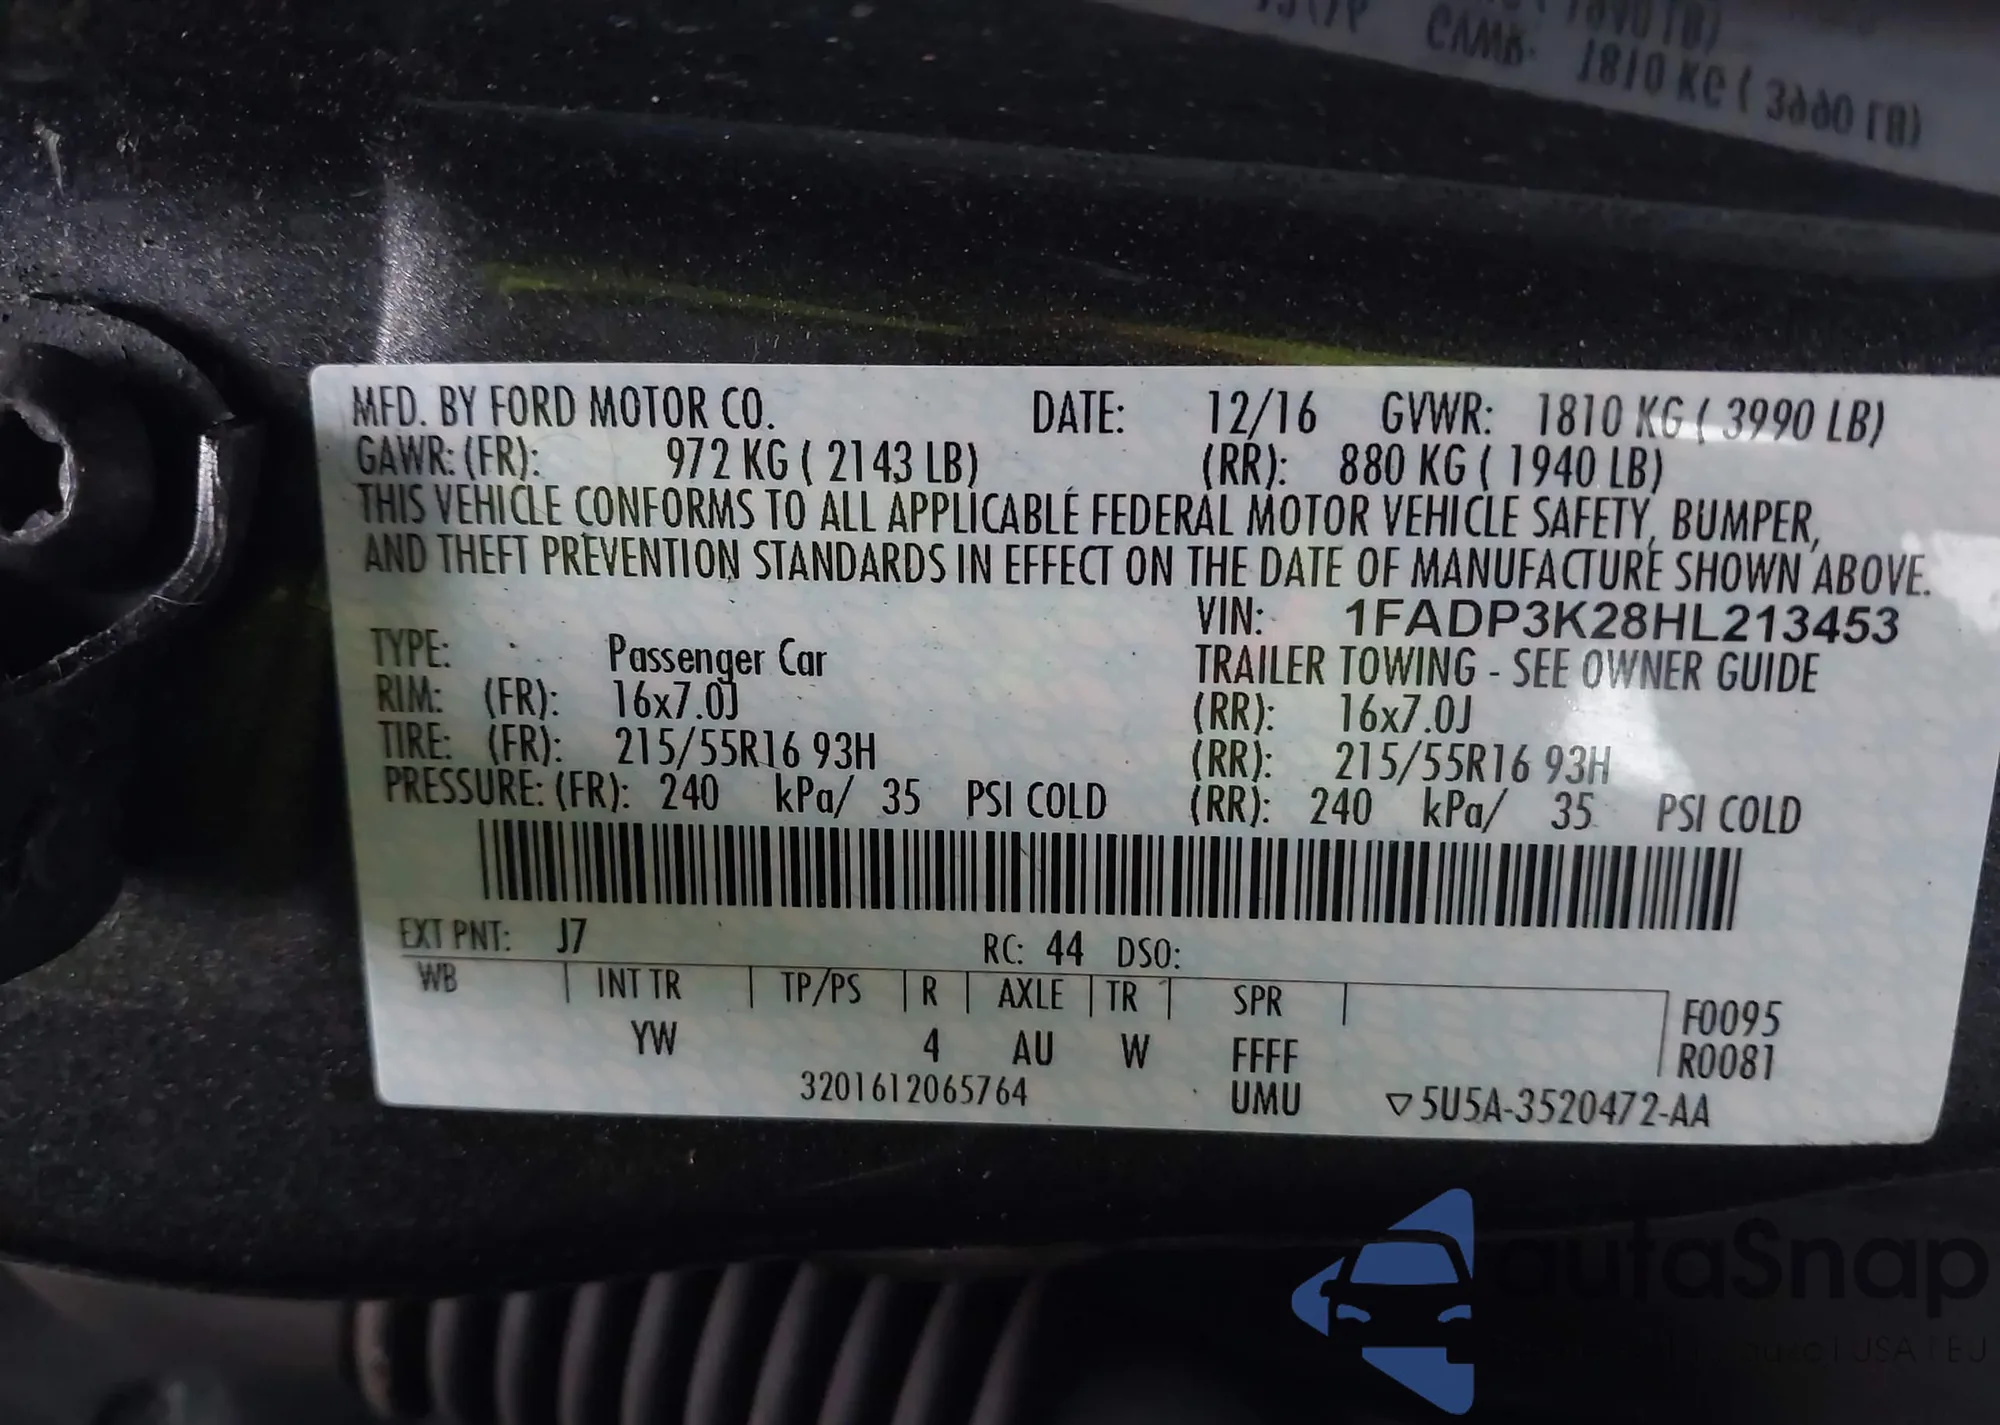 CAMB. 1810 KG ( 3990 LB)
MFD. BY FORD MOTOR CO. DATE: 12/16 GVWR: 1810 KG ( 3990 LB)
GAWR: (FR): 972 KG ( 2143 LB) (RR): 880 KG ( 1940 LB)
THIS VEHICLE CONFORMS TO ALL APPLICABLE FEDERAL MOTOR VEHICLE SAFETY, BUMPER,
AND THEFT PREVENTION STANDARDS IN EFFECT ON THE DATE OF MANUFACTURE SHOWN ABOVE.
VIN: 1FADP3K28HL213453
TYPE: Passenger Car TRAILER TOWING - SEE OWNER GUIDE
RIM: (FR): 16x7.0J (RR): 16x7.0J
TIRE: (FR): 215/55R16 93H (RR): 215/55R16 93H
PRESSURE: (FR): 240 kPa/ 35 PSI COLD (RR): 240 kPa/ 35 PSI COLD
EXT PNT: J7 RC: 44 DSO:
WB INT TR TP/PS R AXLE TR SPR F0095
YW 4 AU W FFFF R0081
3201612065764 UMU ▽5U5A-3520472-AA
autaSnap
USA | EU